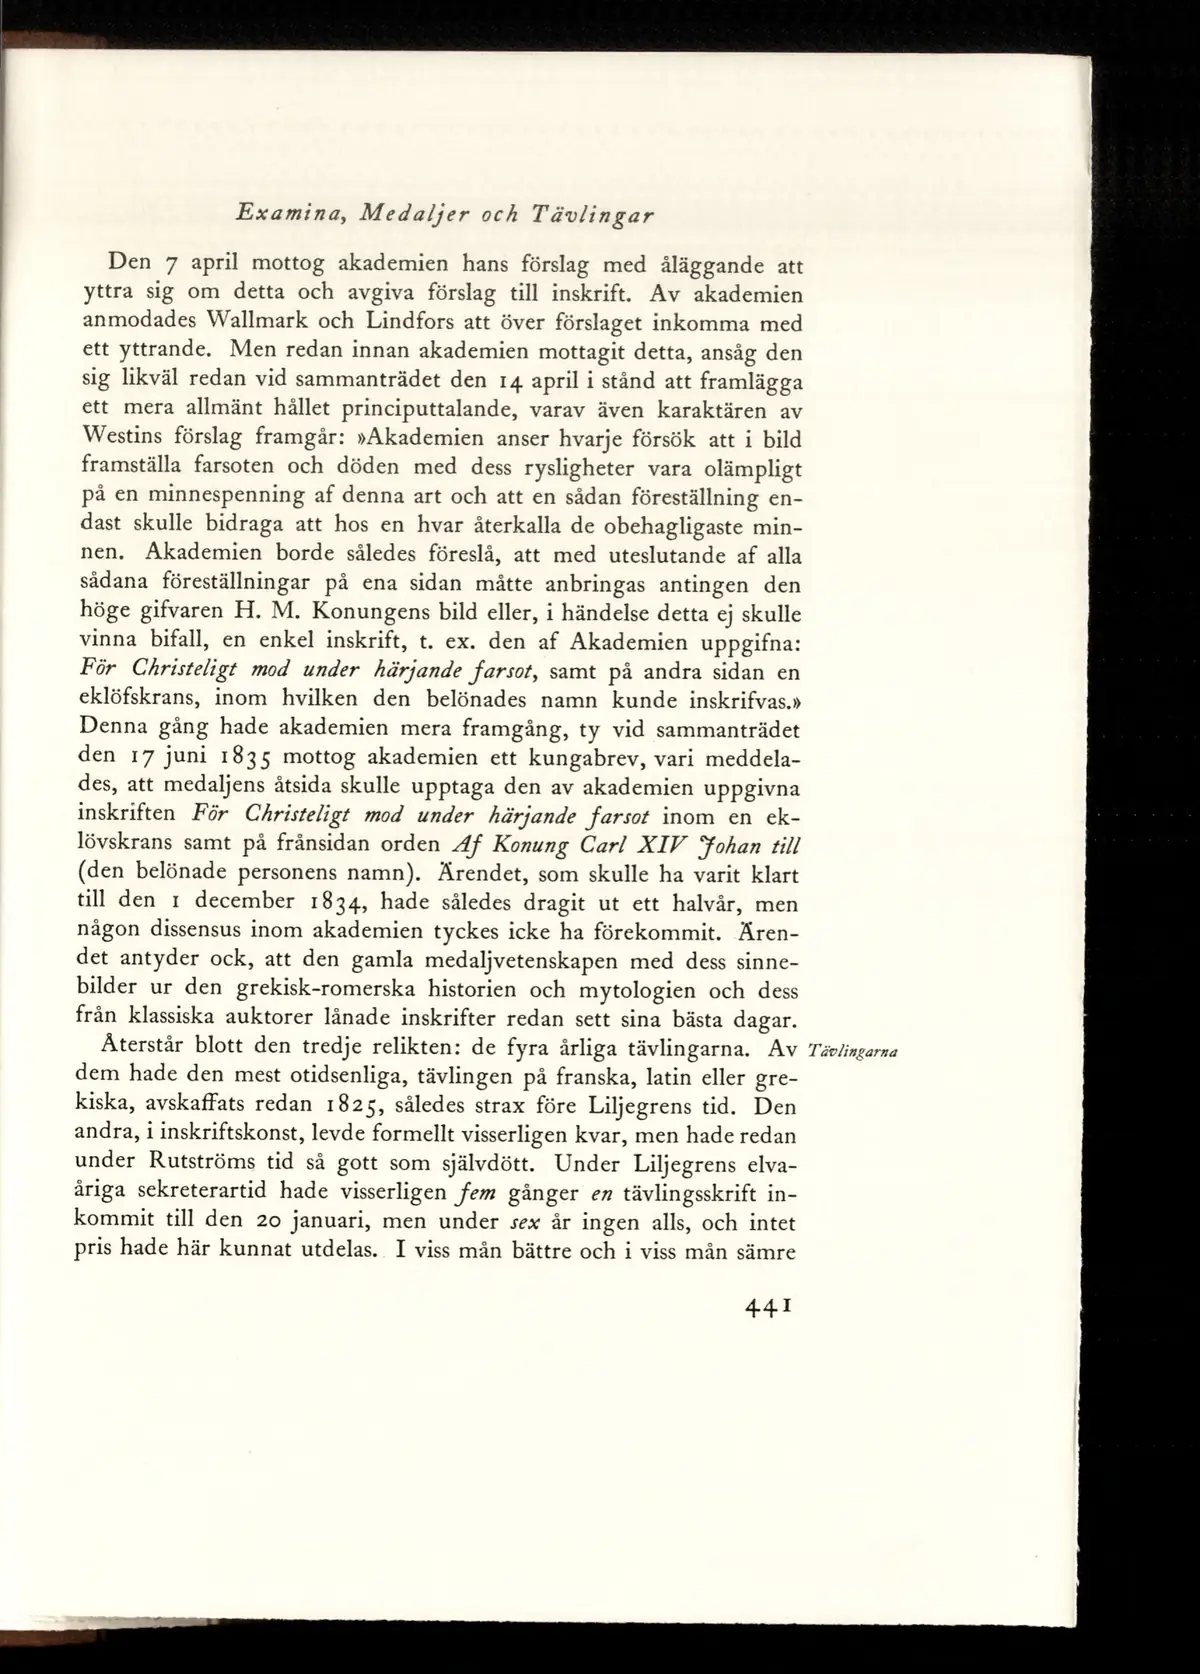 Examina, Medaljer och Tävlingar
Den 7 april mottog akademien hans förslag med åläggande att
yttra sig om detta och avgiva förslag till inskrift. Av akademien
anmodades Wallmark och Lindfors att över förslaget inkomma med
ett yttrande. Men redan innan akademien mottagit detta, ansåg den
sig likväl redan vid sammanträdet den 14 april i stånd att framlägga
ett mera allmänt hållet principuttalande, varav även karaktären av
Westins förslag framgår: »Akademien anser hvarje försök att i bild
framställa farsoten och döden med dess rysligheter vara olämpligt
på en minnespenning af denna art och att en sådan föreställning en-
dast skulle bidraga att hos en hvar återkalla de obehagligaste min-
nen. Akademien borde således föreslå, att med uteslutande af alla
sådana föreställningar på ena sidan måtte anbringas antingen den
höge gifvaren H. M. Konungens bild eller, i händelse detta ej skulle
vinna bifall, en enkel inskrift, t. ex. den af Akademien uppgifna:
För Christeligt mod under härjande farsot, samt på andra sidan en
eklöfskrans, inom hvilken den belönades namn kunde inskrifvas.»
Denna gång hade akademien mera framgång, ty vid sammanträdet
den 17 juni 1835 mottog akademien ett kungabrev, vari meddela-
des, att medaljens åtsida skulle upptaga den av akademien uppgivna
inskriften För Christeligt mod under härjande farsot inom en ek-
lövskrans samt på frånsidan orden Af Konung Carl XIV Johan till
(den belönade personens namn). Ärendet, som skulle ha varit klart
till den 1 december 1834, hade således dragit ut ett halvår, men
någon dissensus inom akademien tyckes icke ha förekommit. Ären-
det antyder ock, att den gamla medaljvetenskapen med dess sinne-
bilder ur den grekisk-romerska historien och mytologien och dess
från klassiska auktorer lånade inskrifter redan sett sina bästa dagar.
Återstår blott den tredje relikten: de fyra årliga tävlingarna. Av Tävlingarna
dem hade den mest otidsenliga, tävlingen på franska, latin eller gre-
kiska, avskaffats redan 1825, således strax före Liljegrens tid. Den
andra, i inskriftskonst, levde formellt visserligen kvar, men hade redan
under Rutströms tid så gott som självdött. Under Liljegrens elva-
åriga sekreterartid hade visserligen fem gånger en tävlingsskrift in-
kommit till den 20 januari, men under sex år ingen alls, och intet
pris hade här kunnat utdelas. I viss mån bättre och i viss mån sämre
441